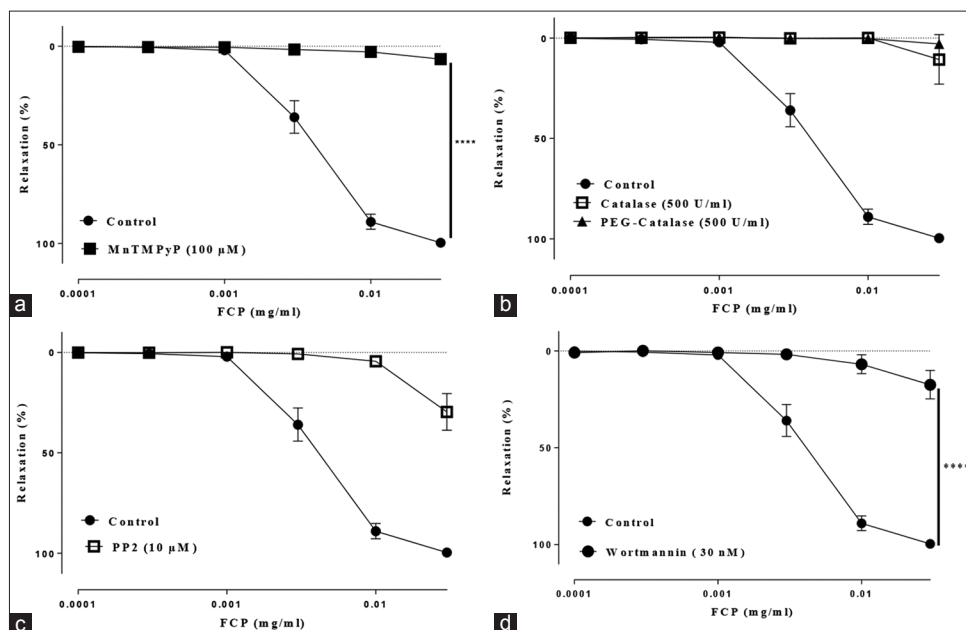 0
50
100
Relaxation (%)
****
Control
MnTMPyP (100 µM)
0.0001
0.001
0.01
FCP (mg/ml)
a
0
50
100
Relaxation (%)
Control
Catalase (500 U/ml)
PEG-Catalase (500 U/ml)
0.0001
0.001
0.01
FCP (mg/ml)
b
0
50
100
Relaxation (%)
Control
PP2 (10 µM)
0.0001
0.001
0.01
FCP (mg/ml)
c
0
50
100
Relaxation (%)
****
Control
Wortmannin ( 30 nM)
0.0001
0.001
0.01
FCP (mg/ml)
d